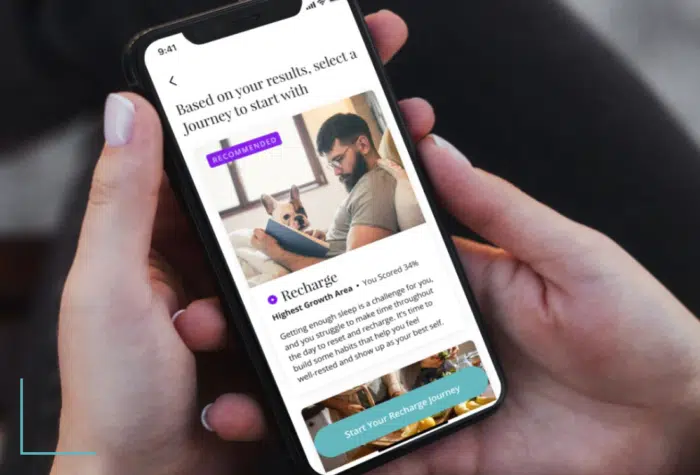 9:41
Based on your results, select a
Journey to start with
RECOMMENDED
Recharge
Highest Growth Area • You Scored 34%
Getting enough sleep is a challenge for you,
and you struggle to make time throughout
the day to reset and recharge. It's time to
build some habits that help you feel
well-rested and show up as your best self.
Start Your Recharge Journey